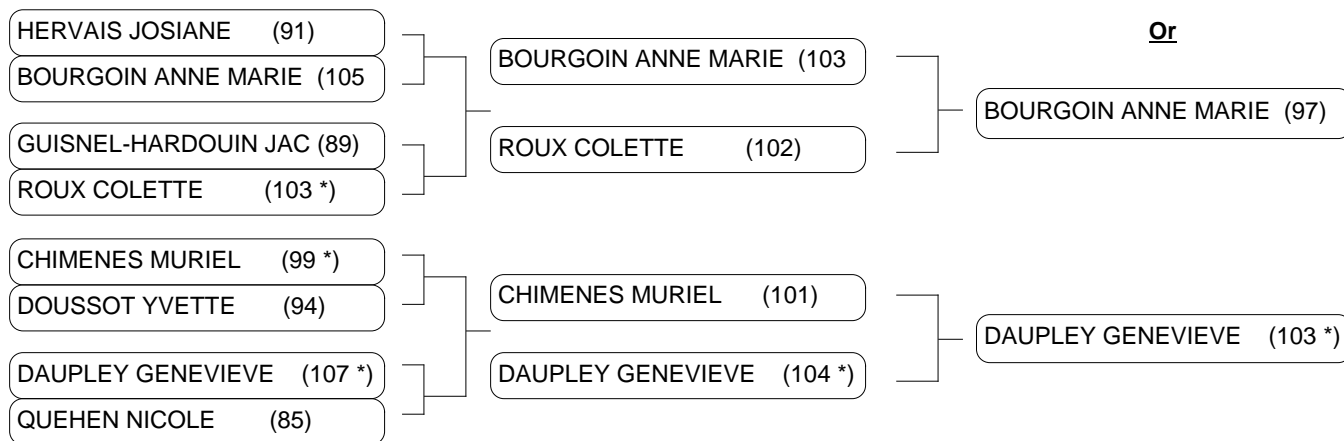 HERVAIS JOSIANE (91)
BOURGOIN ANNE MARIE (105
GUISNEL-HARDOUIN JAC (89)
ROUX COLETTE (103 *)
CHIMENES MURIEL (99 *)
DOUSSOT YVETTE (94)
DAUPLEY GENEVIEVE (107 *)
QUEHEN NICOLE (85)
BOURGOIN ANNE MARIE (103
ROUX COLETTE (102)
CHIMENES MURIEL (101)
DAUPLEY GENEVIEVE (104 *)
Or
BOURGOIN ANNE MARIE (97)
DAUPLEY GENEVIEVE (103 *)